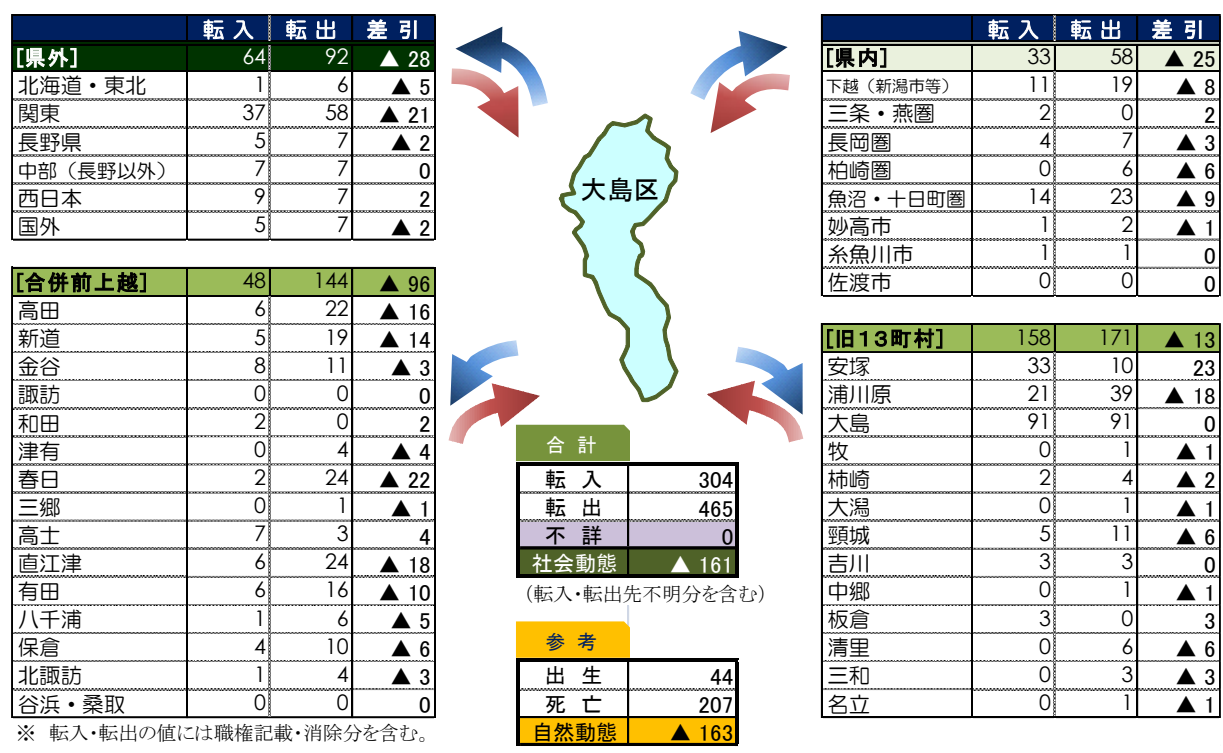 転入 転出 差引
[県外] 64 92 ▲ 28
北海道・東北 1 6 ▲ 5
関東 37 58 ▲ 21
長野県 5 7 ▲ 2
中部（長野以外） 7 7 0
西日本 9 7 2
国外 5 7 ▲ 2
[合併前上越] 48 144 ▲ 96
高田 6 22 ▲ 16
新道 5 19 ▲ 14
金谷 8 11 ▲ 3
諏訪 0 0 0
和田 2 0 2
津有 0 4 ▲ 4
春日 2 24 ▲ 22
三郷 0 1 ▲ 1
高士 7 3 4
直江津 6 24 ▲ 18
有田 6 16 ▲ 10
八千浦 1 6 ▲ 5
保倉 4 10 ▲ 6
北諏訪 1 4 ▲ 3
谷浜・桑取 0 0 0
※ 転入・転出の値には職権記載・消除分を含む。
大島区
合 計
転 入 304
転 出 465
不 詳 0
社会動態 ▲ 161
（転入・転出先不明分を含む）
参 考
出 生 44
死 亡 207
自然動態 ▲ 163
転入 転出 差引
[県内] 33 58 ▲ 25
下越（新潟市等） 11 19 ▲ 8
三条・燕圏 2 0 2
長岡圏 4 7 ▲ 3
柏崎圏 0 6 ▲ 6
魚沼・十日町圏 14 23 ▲ 9
妙高市 1 2 ▲ 1
糸魚川市 1 1 0
佐渡市 0 0 0
[旧13町村] 158 171 ▲ 13
安塚 33 10 23
浦川原 21 39 ▲ 18
大島 91 91 0
牧 0 1 ▲ 1
柿崎 2 4 ▲ 2
大潟 0 1 ▲ 1
頸城 5 11 ▲ 6
吉川 3 3 0
中郷 0 1 ▲ 1
板倉 3 0 3
清里 0 6 ▲ 6
三和 0 3 ▲ 3
名立 0 1 ▲ 1